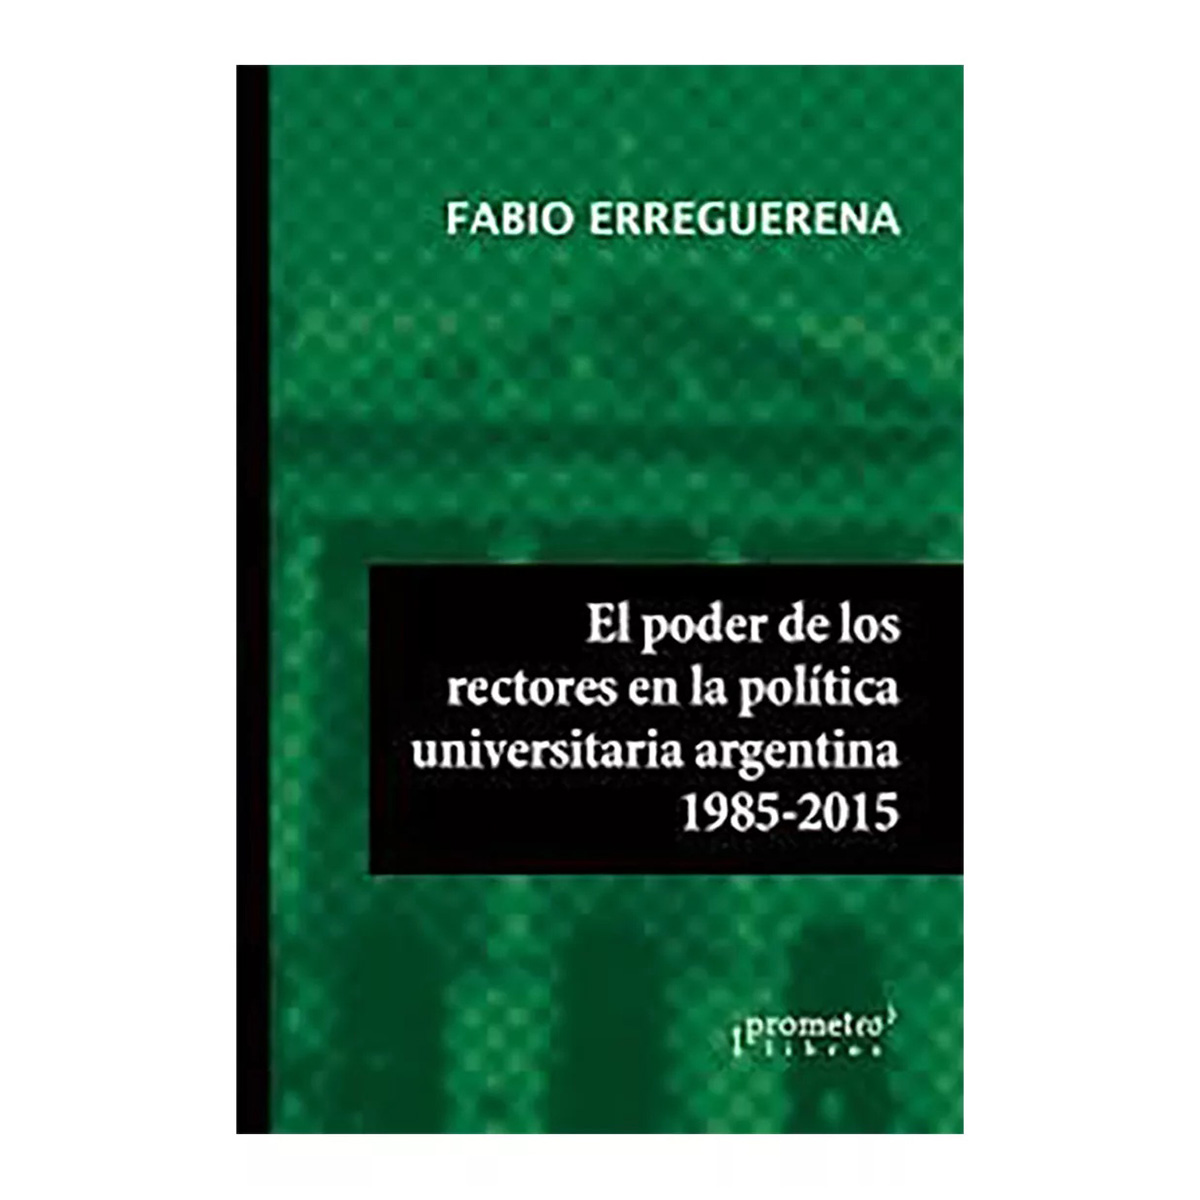 FABIO ERREGUERENA
El poder de los
rectores en la política
universitaria argentina
1985-2015
prometeo
libros